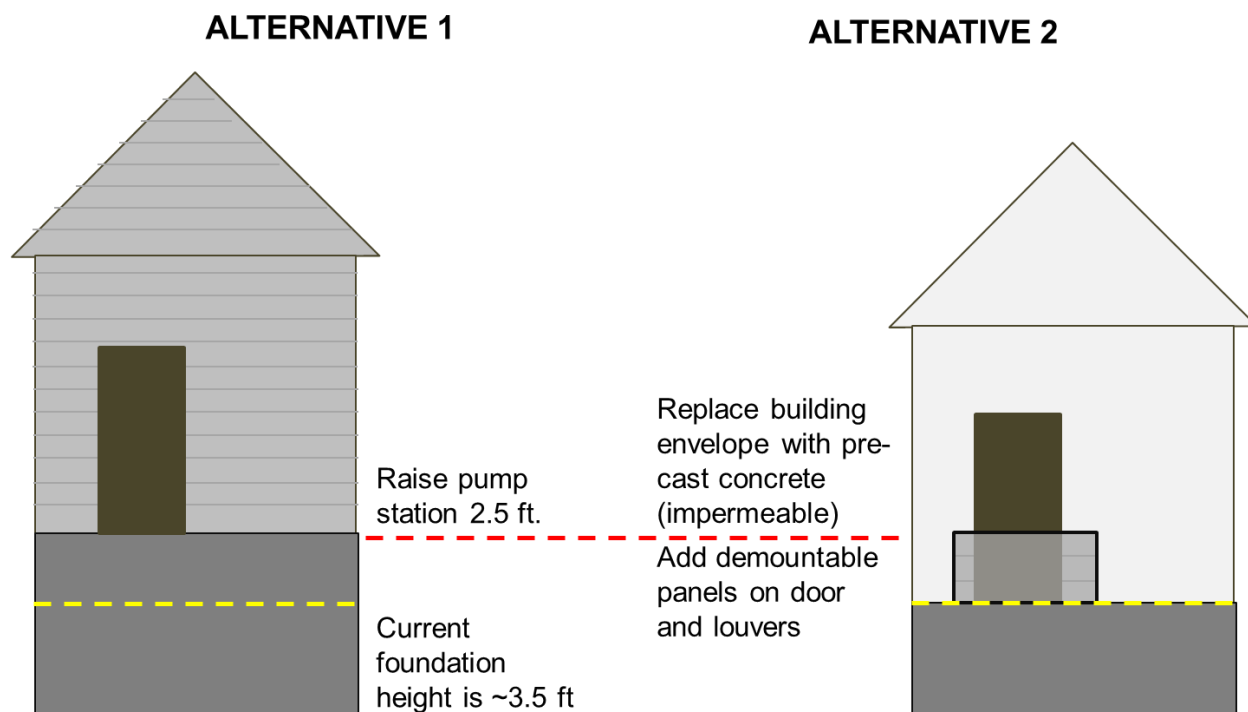 ALTERNATIVE 1
ALTERNATIVE 2
Raise pump
station 2.5 ft.
Current
foundation
height is ~3.5 ft
Replace building
envelope with pre-
cast concrete
(impermeable)
Add demountable
panels on door
and louvers